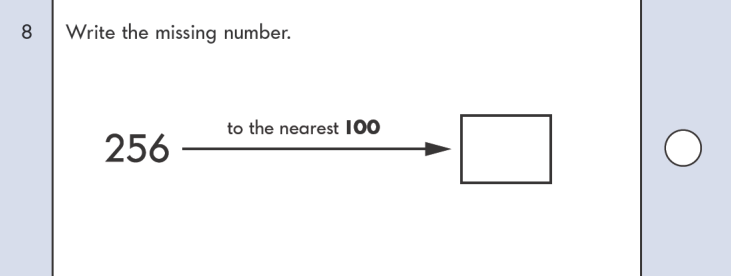 8 Write the missing number.
to the nearest 100
256